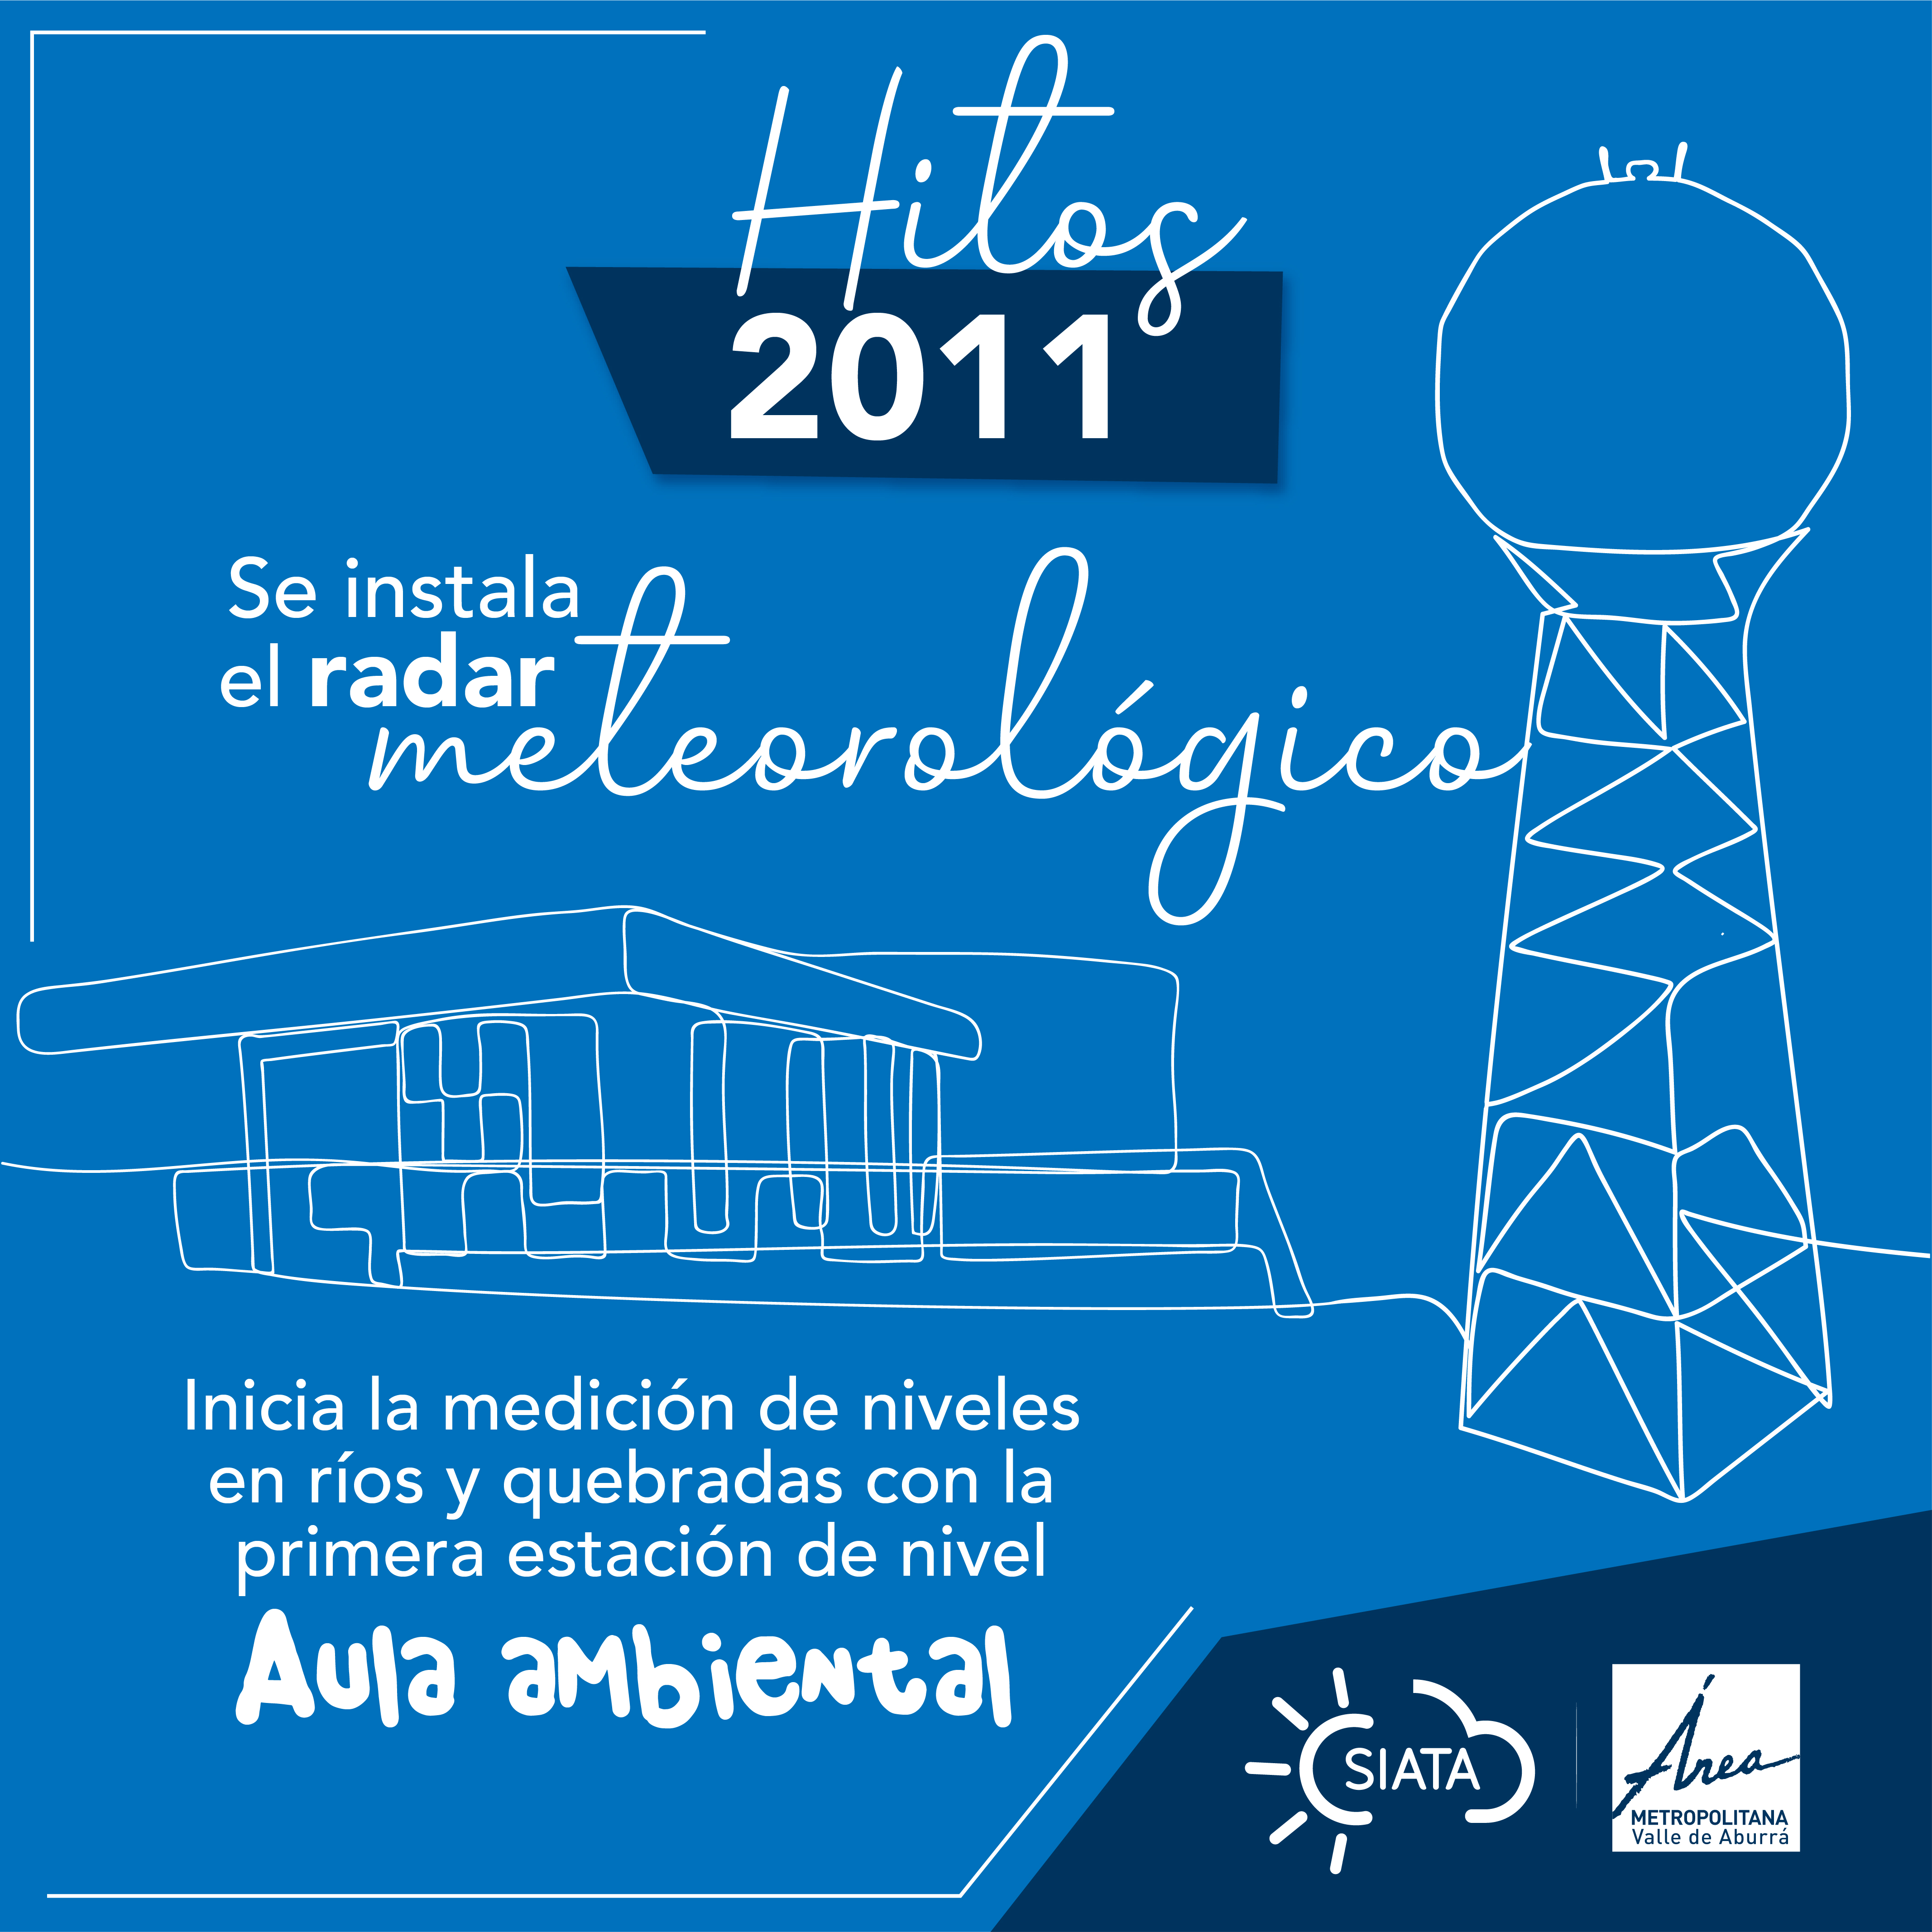 Hitos
2011
Se instala
el radar
meteorológico
Inicia la medición de niveles
en ríos y quebradas con la
primera estación de nivel
Aula ambiental
SIATA
Área
METROPOLITANA
Valle de Aburrá